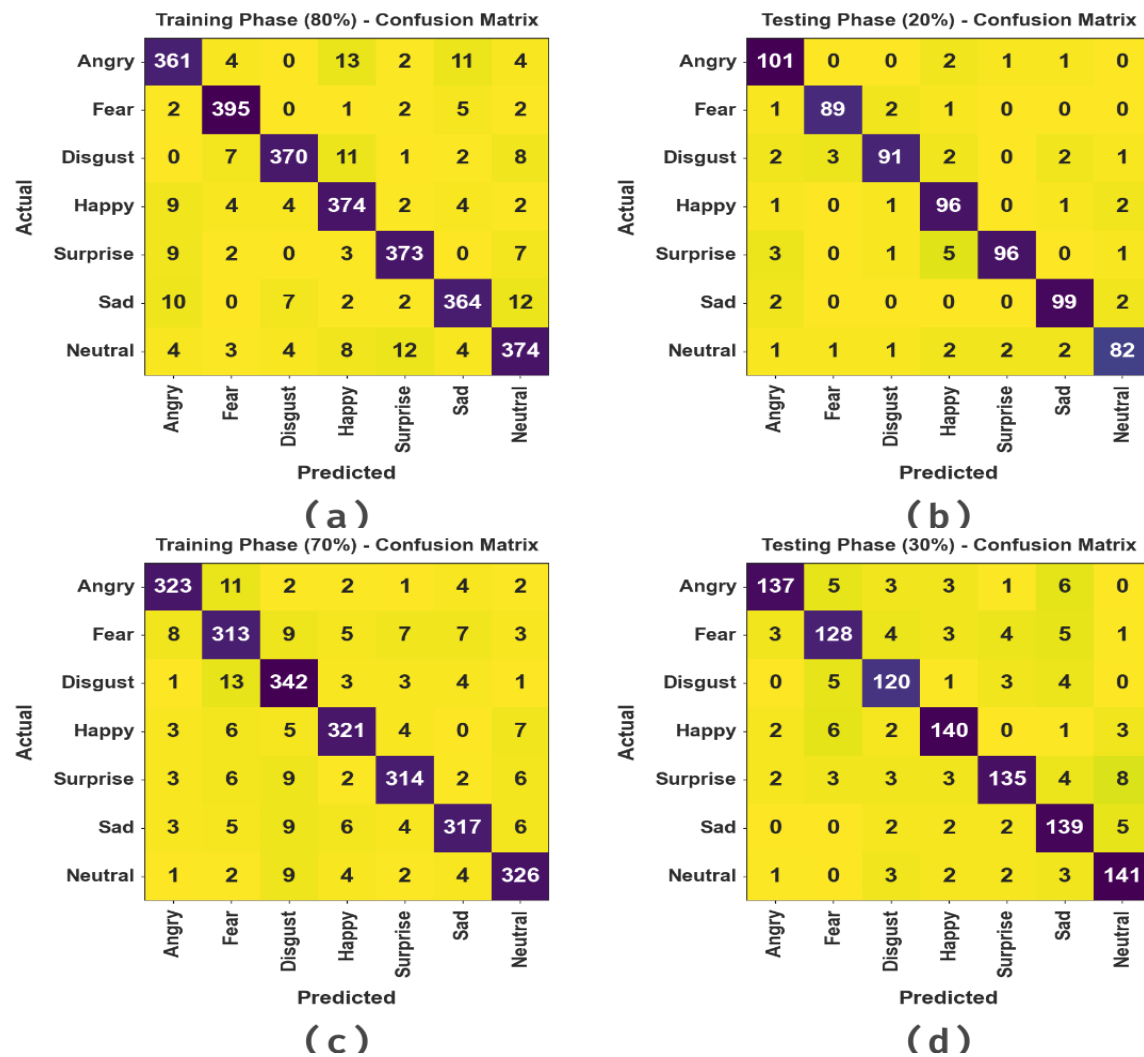 Training Phase (80%) - Confusion Matrix
Angry 361 4 0 13 2 11 4
Fear 2 395 0 1 2 5 2
Disgust 0 7 370 11 1 2 8
Happy 9 4 4 374 2 4 2
Surprise 9 2 0 3 373 0 7
Sad 10 0 7 2 2 364 12
Neutral 4 3 4 8 12 4 374
Actual
Angry Fear Disgust Happy Surprise Sad Neutral
Predicted
(a)
Testing Phase (20%) - Confusion Matrix
Angry 101 0 0 2 1 1 0
Fear 1 89 2 1 0 0 0
Disgust 2 3 91 2 0 2 1
Happy 1 0 1 96 0 1 2
Surprise 3 0 1 5 96 0 1
Sad 2 0 0 0 0 99 2
Neutral 1 1 1 2 2 2 82
Actual
Angry Fear Disgust Happy Surprise Sad Neutral
Predicted
(b)
Training Phase (70%) - Confusion Matrix
Angry 323 11 2 2 1 4 2
Fear 8 313 9 5 7 7 3
Disgust 1 13 342 3 3 4 1
Happy 3 6 5 321 4 0 7
Surprise 3 6 9 2 314 2 6
Sad 3 5 9 6 4 317 6
Neutral 1 2 9 4 2 4 326
Actual
Angry Fear Disgust Happy Surprise Sad Neutral
Predicted
(c)
Testing Phase (30%) - Confusion Matrix
Angry 137 5 3 3 1 6 0
Fear 3 128 4 3 4 5 1
Disgust 0 5 120 1 3 4 0
Happy 2 6 2 140 0 1 3
Surprise 2 3 3 3 135 4 8
Sad 0 0 2 2 2 139 5
Neutral 1 0 3 2 2 3 141
Actual
Angry Fear Disgust Happy Surprise Sad Neutral
Predicted
(d)